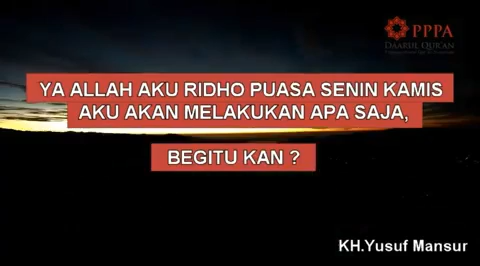 PPPA
DAARUL QUR'AN
YA ALLAH AKU RIDHO PUASA SENIN KAMIS
AKU AKAN MELAKUKAN APA SAJA,
BEGITU KAN ?
KH.Yusuf Mansur